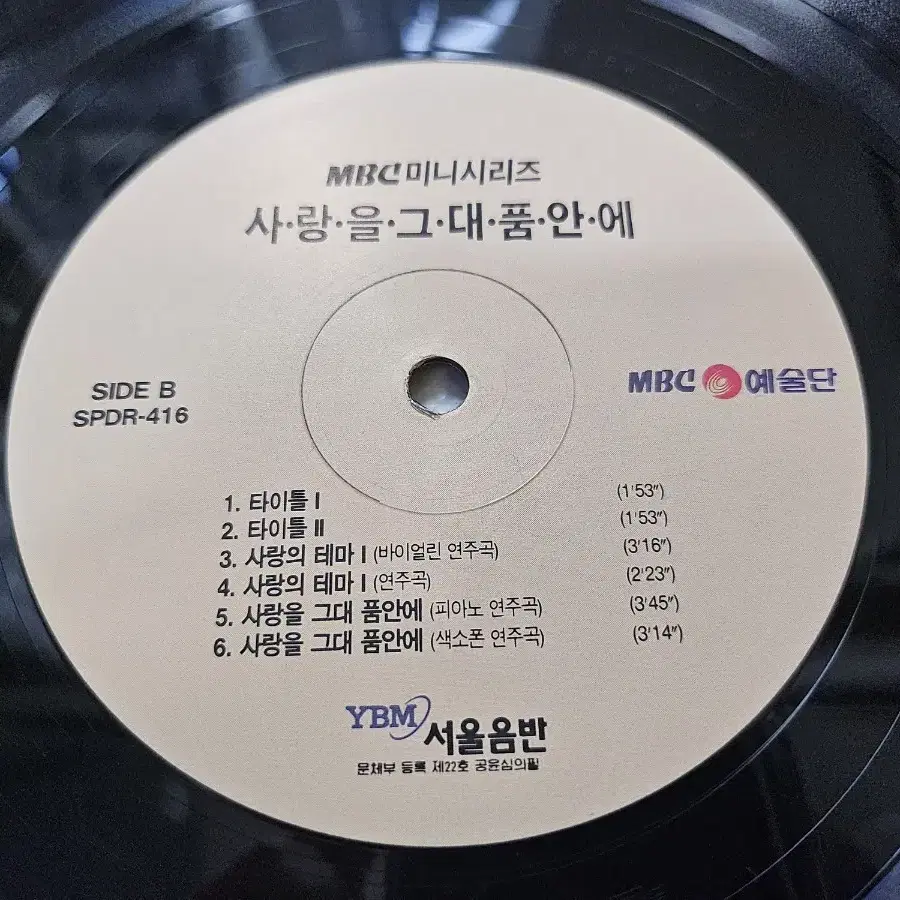 MBC미니시리즈
사·랑·을·그·대·품·안·에
SIDE B
SPDR-416
MBC 예술단
1. 타이틀 I (1'53")
2. 타이틀 II (1'53")
3. 사랑의 테마 I (바이얼린 연주곡) (3'16")
4. 사랑의 테마 I (연주곡) (2'23")
5. 사랑을 그대 품안에 (피아노 연주곡) (3'45")
6. 사랑을 그대 품안에 (색소폰 연주곡) (3'14")
YBM 서울음반
문체부 등록 제22호 공윤심의필